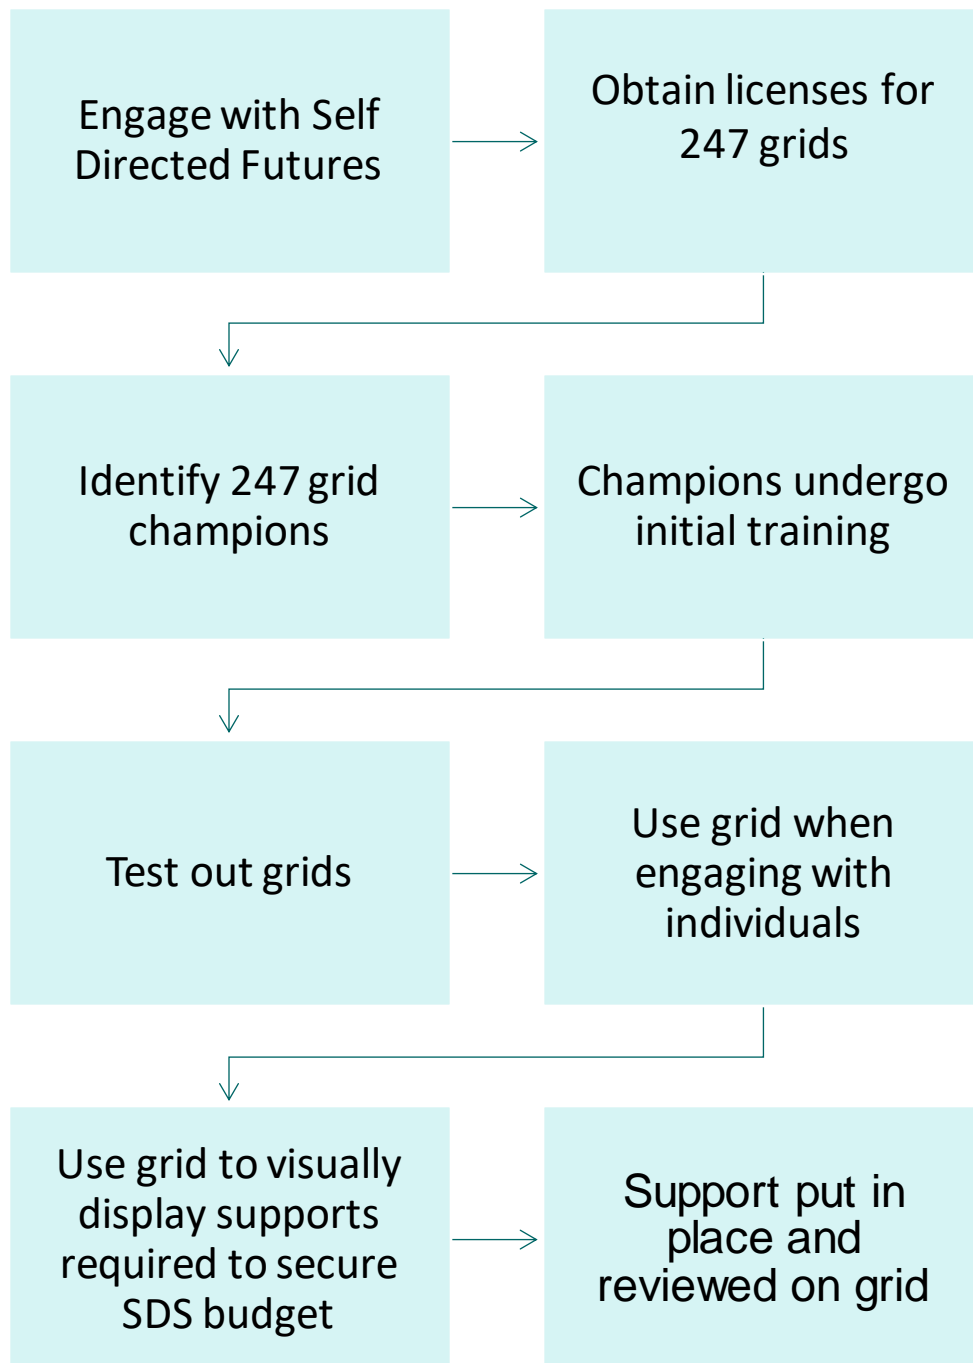 Engage with Self
Directed Futures
Obtain licenses for
247 grids
Identify 247 grid
champions
Champions undergo
initial training
Test out grids
Use grid when
engaging with
individuals
Use grid to visually
display supports
required to secure
SDS budget
Support put in
place and
reviewed on grid